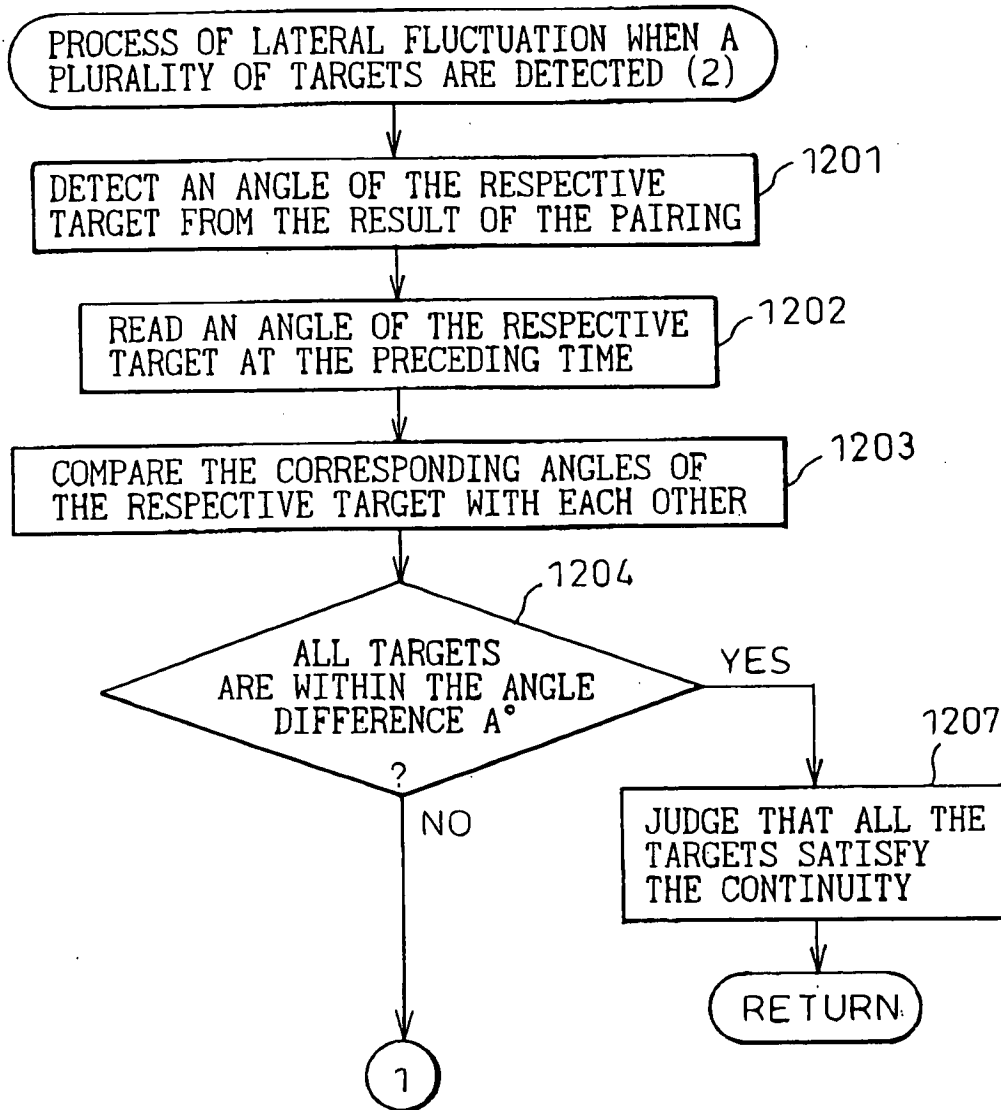 PROCESS OF LATERAL FLUCTUATION WHEN A
PLURALITY OF TARGETS ARE DETECTED (2)
1201
DETECT AN ANGLE OF THE RESPECTIVE
TARGET FROM THE RESULT OF THE PAIRING
1202
READ AN ANGLE OF THE RESPECTIVE
TARGET AT THE PRECEDING TIME
1203
COMPARE THE CORRESPONDING ANGLES OF
THE RESPECTIVE TARGET WITH EACH OTHER
1204
ALL TARGETS
ARE WITHIN THE ANGLE
DIFFERENCE A°
?
YES
NO
1207
JUDGE THAT ALL THE
TARGETS SATISFY
THE CONTINUITY
RETURN
1